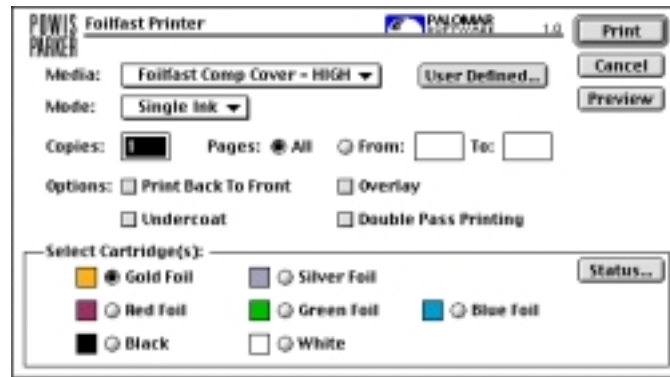 POWIS PARKER Foilfast Printer PALOMAR SOFTWARE 1.0 Print
Media: Foilfast Comp Cover - HIGH User Defined... Cancel
Mode: Single Ink Preview
Copies: 1 Pages: All From: To:
Options: Print Back To Front Overlay
Undercoat Double Pass Printing
Select Cartridge(s):
Gold Foil Silver Foil Status...
Red Foil Green Foil Blue Foil
Black White